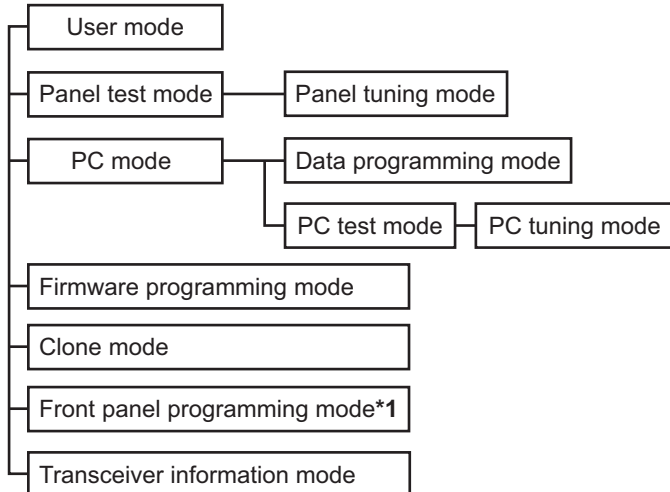 User mode
Panel test mode
Panel tuning mode
PC mode
Data programming mode
PC test mode
PC tuning mode
Firmware programming mode
Clone mode
Front panel programming mode*1
Transceiver information mode